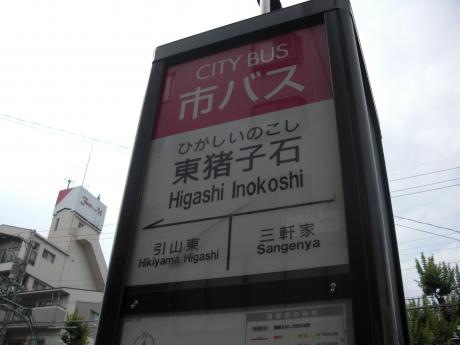 CITY BUS
市バス
ひがしいのこし
東猪子石
Higashi Inokoshi
引山東
Hikiyama Higashi
三軒家
Sangenya